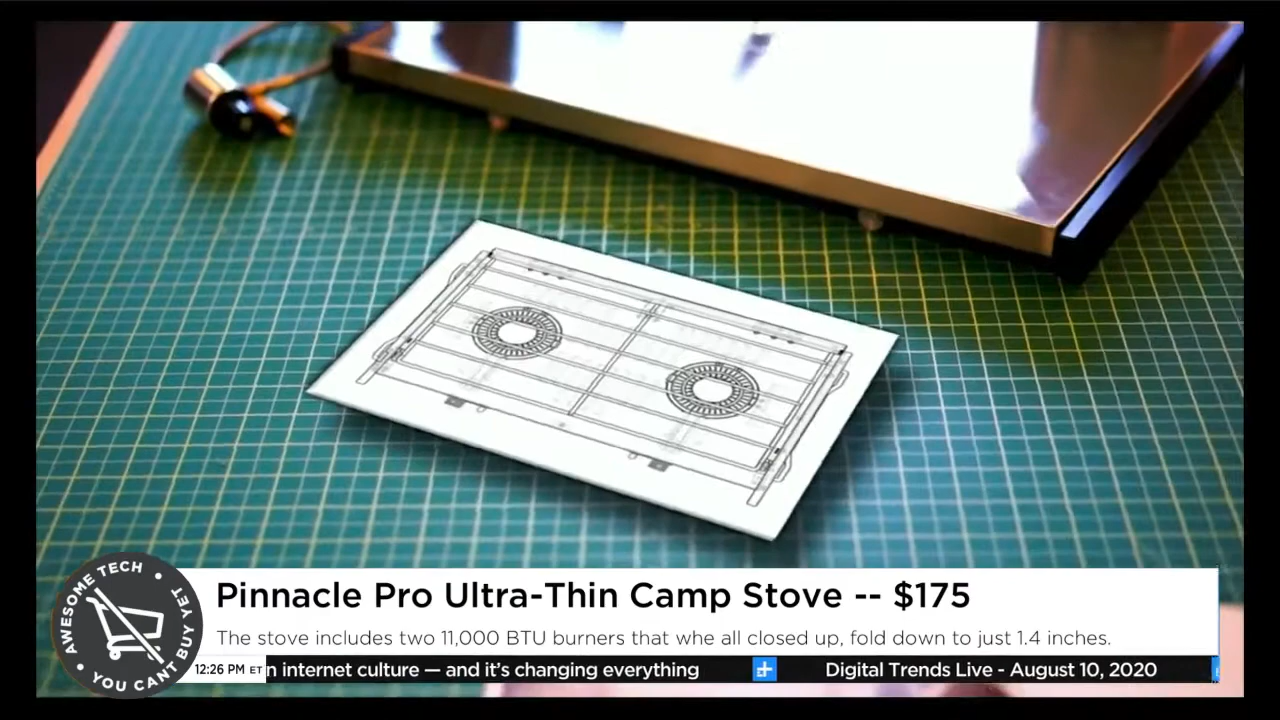 Pinnacle Pro Ultra-Thin Camp Stove -- $175
The stove includes two 11,000 BTU burners that whe all closed up, fold down to just 1.4 inches.
AWESOME TECH
YOU CAN'T BUY YET
12:26 PM ET
n internet culture — and it's changing everything
Digital Trends Live - August 10, 2020